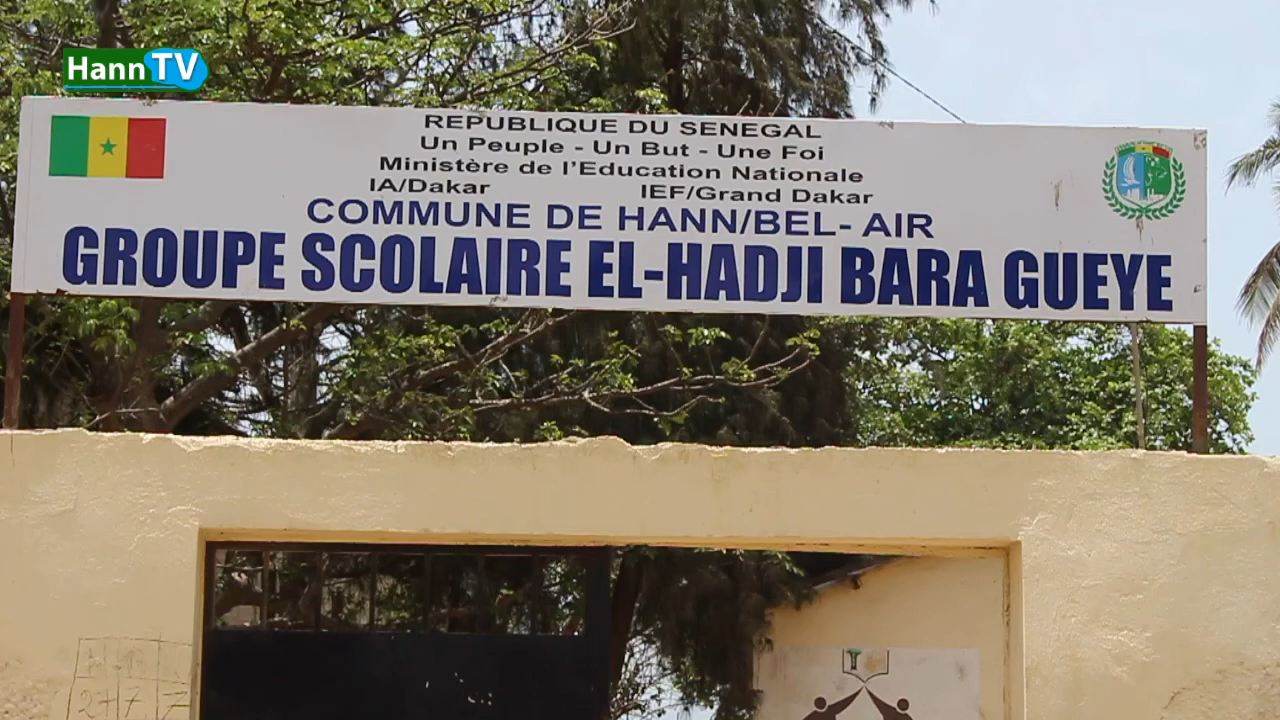 HannTV
REPUBLIQUE DU SENEGAL
Un Peuple - Un But - Une Foi
Ministère de l'Education Nationale
IA/Dakar IEF/Grand Dakar
COMMUNE DE HANN/BEL- AIR
GROUPE SCOLAIRE EL-HADJI BARA GUEYE